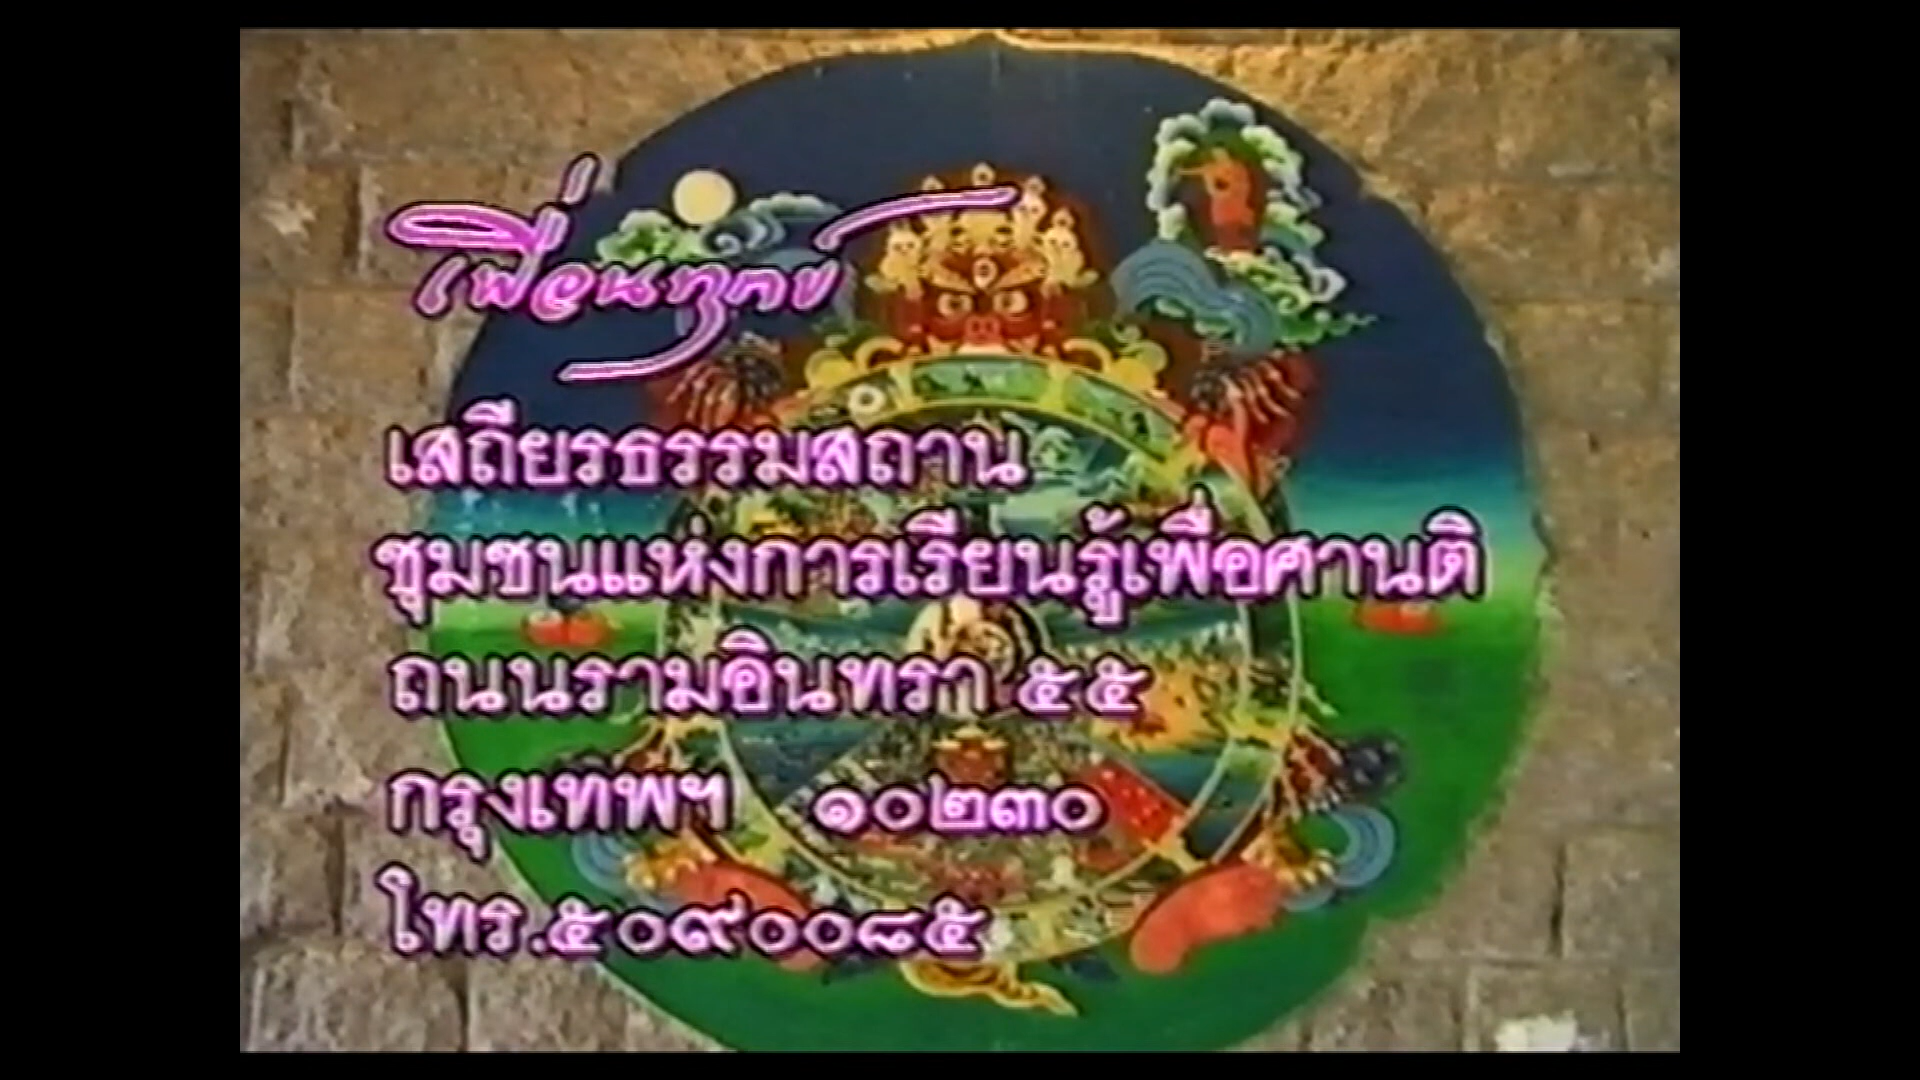 เพื่อนทุกข์
เสถียรธรรมสถาน
ชุมชนแห่งการเรียนรู้เพื่อศานติ
ถนนรามอินทรา ๕๕
กรุงเทพฯ ๑๐๒๓๐
โทร.๕๐๙๐๐๘๕